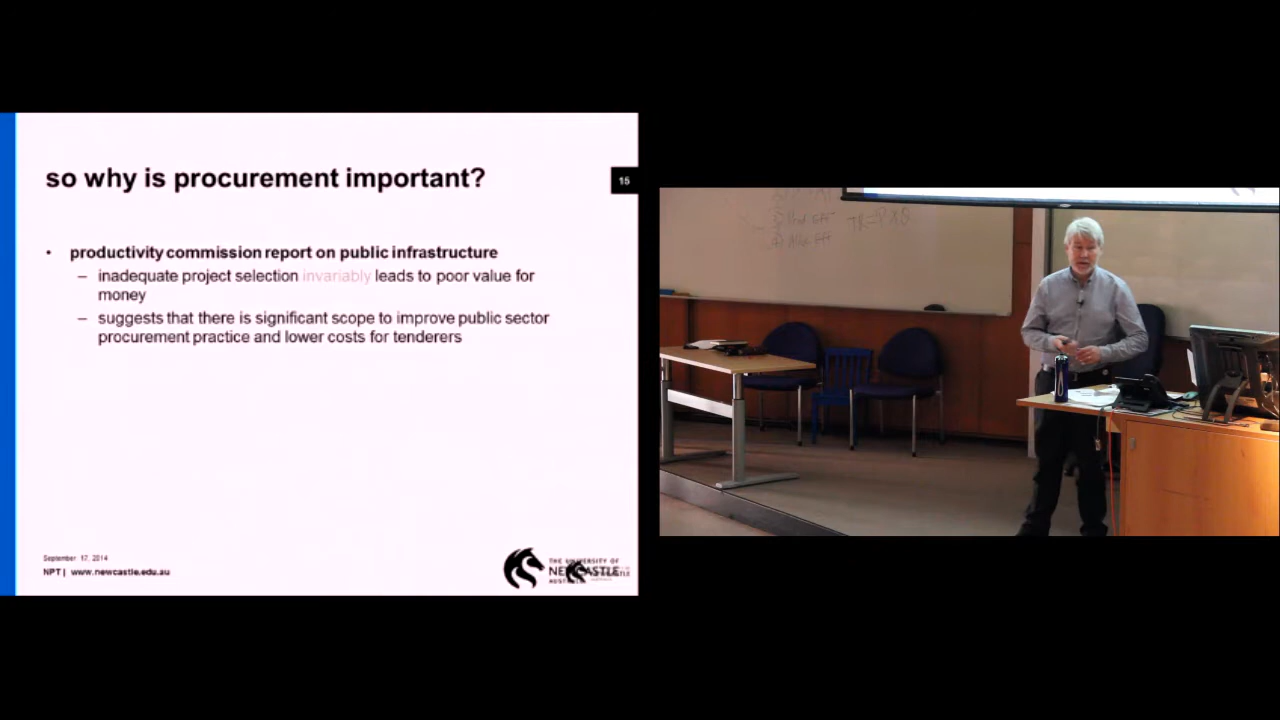 so why is procurement important?
15
• productivity commission report on public infrastructure
– inadequate project selection invariably leads to poor value for
money
– suggests that there is significant scope to improve public sector
procurement practice and lower costs for tenderers
September 17, 2014
NPT | www.newcastle.edu.au
THE UNIVERSITY OF
NEWCASTLE
AUSTRALIA